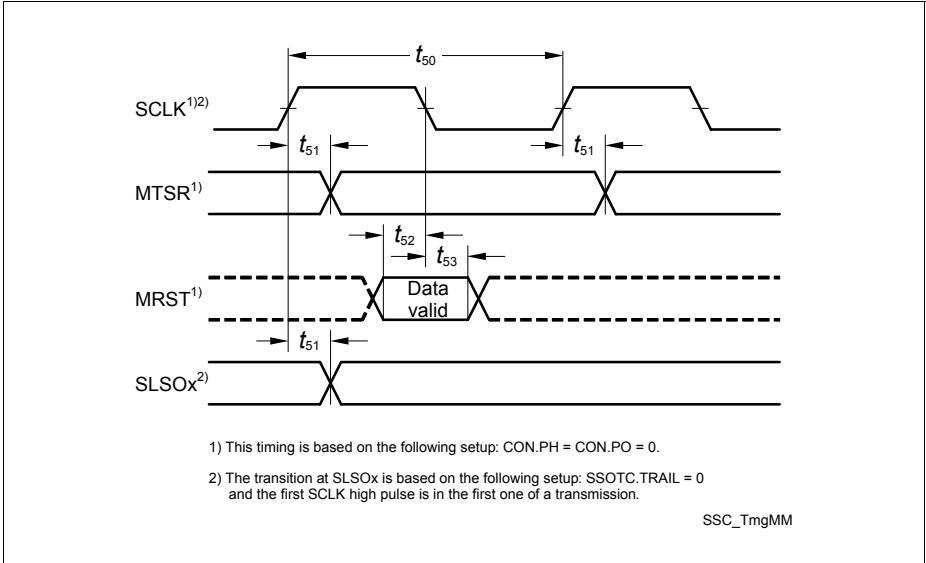 t50
SCLK1)2)
t51
t51
MTSR1)
t52
t53
MRST1)
Data
valid
t51
SLSOx2)
1) This timing is based on the following setup: CON.PH = CON.PO = 0.
2) The transition at SLSOx is based on the following setup: SSOTC.TRAIL = 0
and the first SCLK high pulse is in the first one of a transmission.
SSC_TmgMM